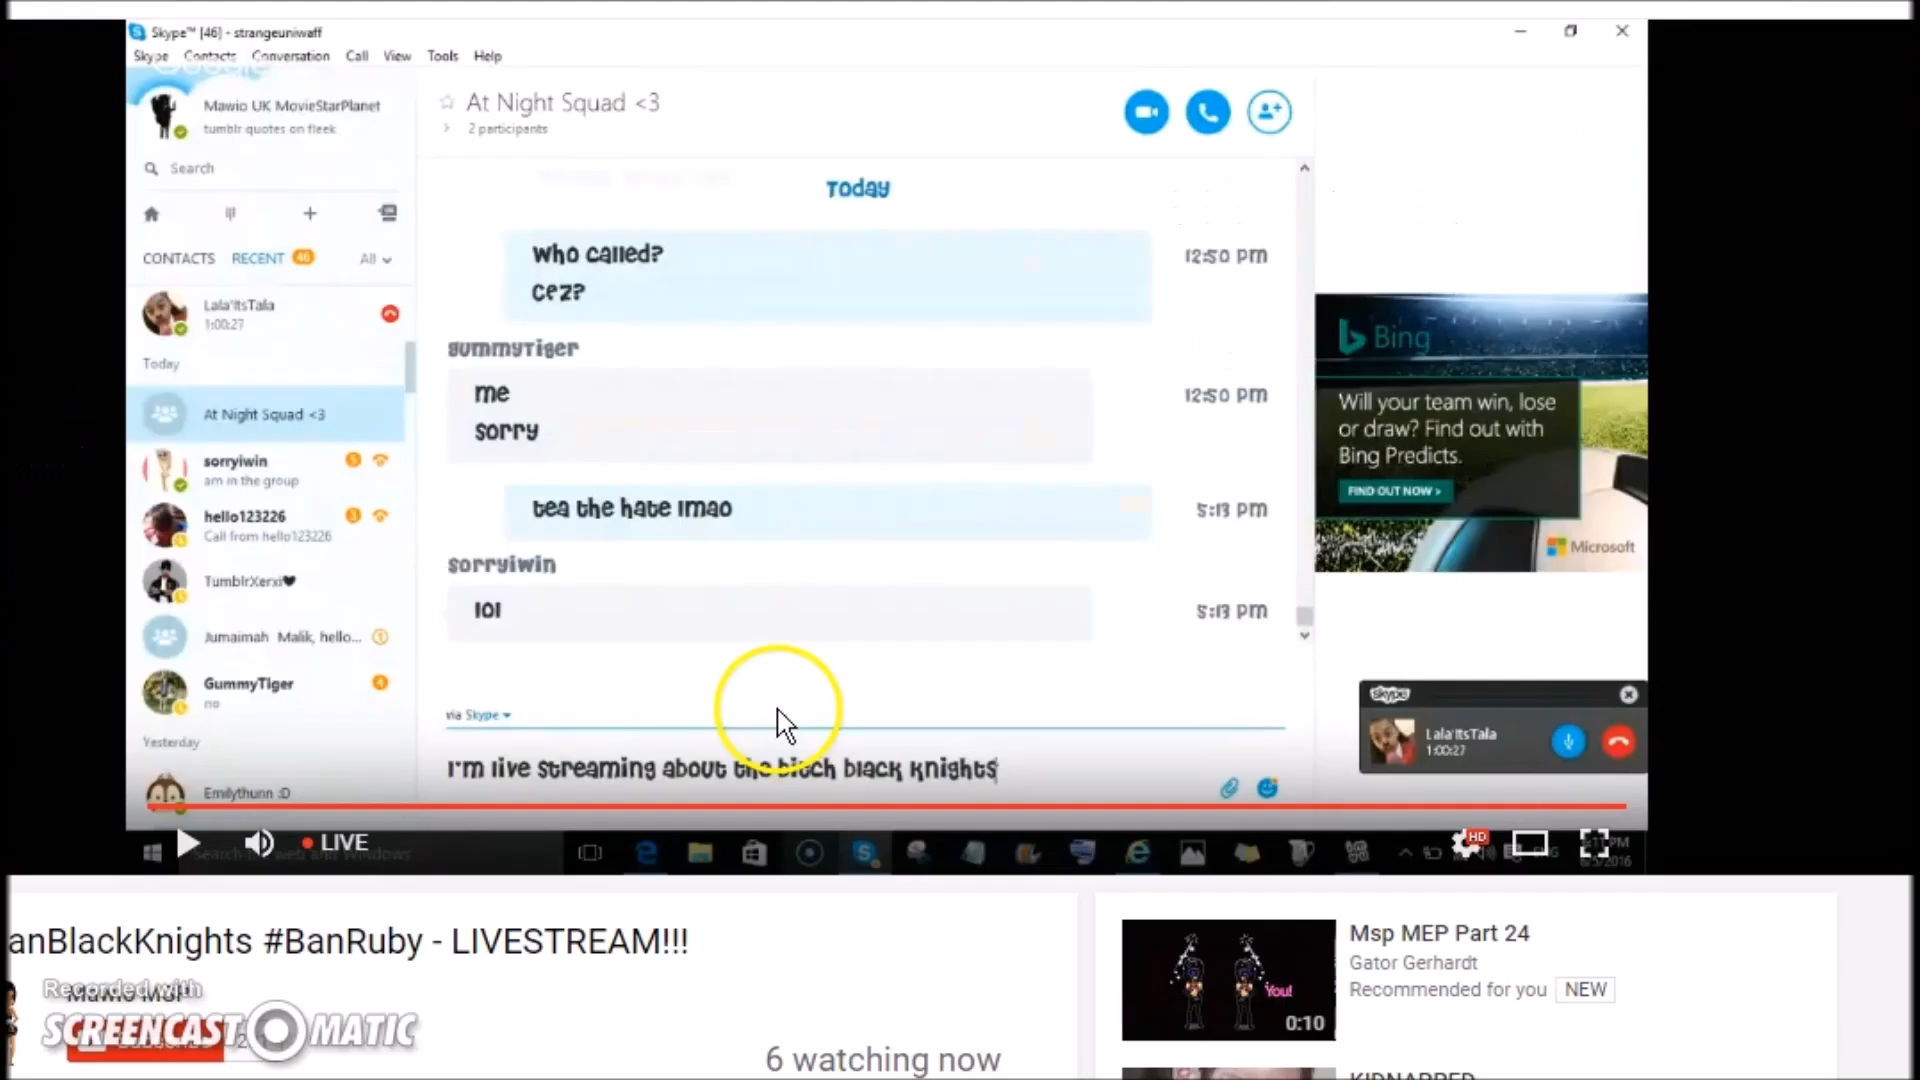 Skype™ [46] - strangeuniwaff
Skype Contacts Conversation Call View Tools Help
Mawio UK MovieStarPlanet
tumblr quotes on fleek
Search
CONTACTS RECENT 46 All
Lala'ItsTala
1:00:27
Today
At Night Squad <3
sorryiwin 5
am in the group
hello123226 3
Call from hello123226
TumblrXerxi♥
Jumaimah Malik, hello... 1
GummyTiger 4
no
Yesterday
Emilythunn :D
At Night Squad <3
2 participants
Today
who called? 12:50 PM
cez?
gummyTiger
me 12:50 PM
sorry
tea the hate lmao 5:13 PM
sorryiwin
lol 5:13 PM
via Skype
I'm live streaming about the bitch black knights
Bing
Will your team win, lose
or draw? Find out with
Bing Predicts.
FIND OUT NOW >
Microsoft
skype
Lala'ItsTala
1:00:27
LIVE
HD
anBlackKnights #BanRuby - LIVESTREAM!!!
Mawio MSP
Recorded with
SCREENCAST O MATIC
6 watching now
Msp MEP Part 24
Gator Gerhardt
Recommended for you NEW
You!
0:10